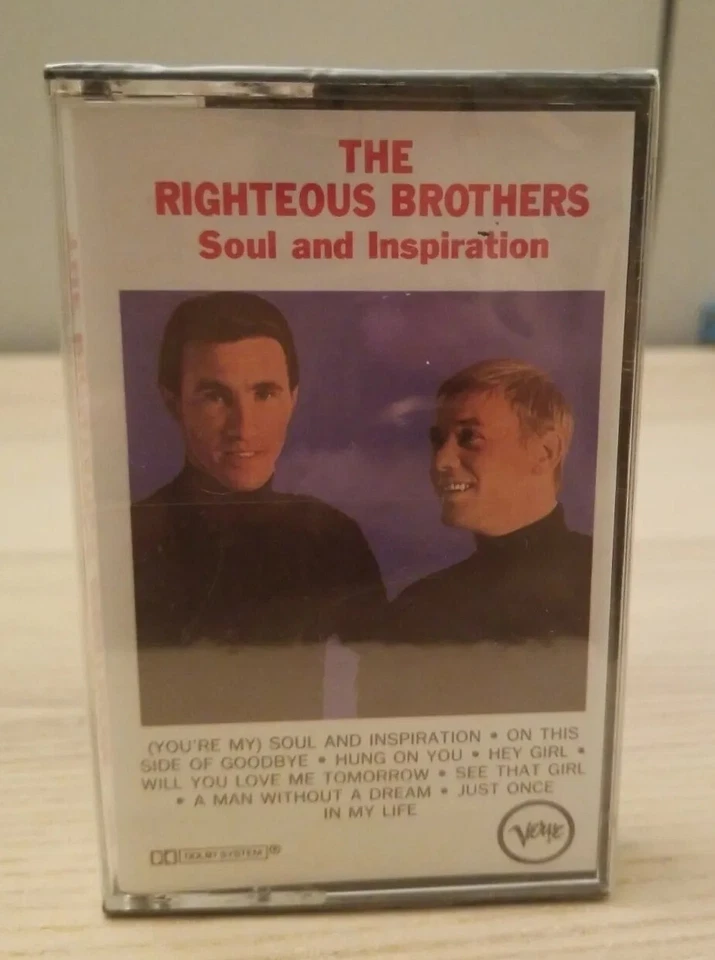 THE
RIGHTEOUS BROTHERS
Soul and Inspiration
(YOU'RE MY) SOUL AND INSPIRATION • ON THIS
SIDE OF GOODBYE • HUNG ON YOU • HEY GIRL •
WILL YOU LOVE ME TOMORROW • SEE THAT GIRL
• A MAN WITHOUT A DREAM • JUST ONCE
IN MY LIFE
DOLBY SYSTEM ®
Verve